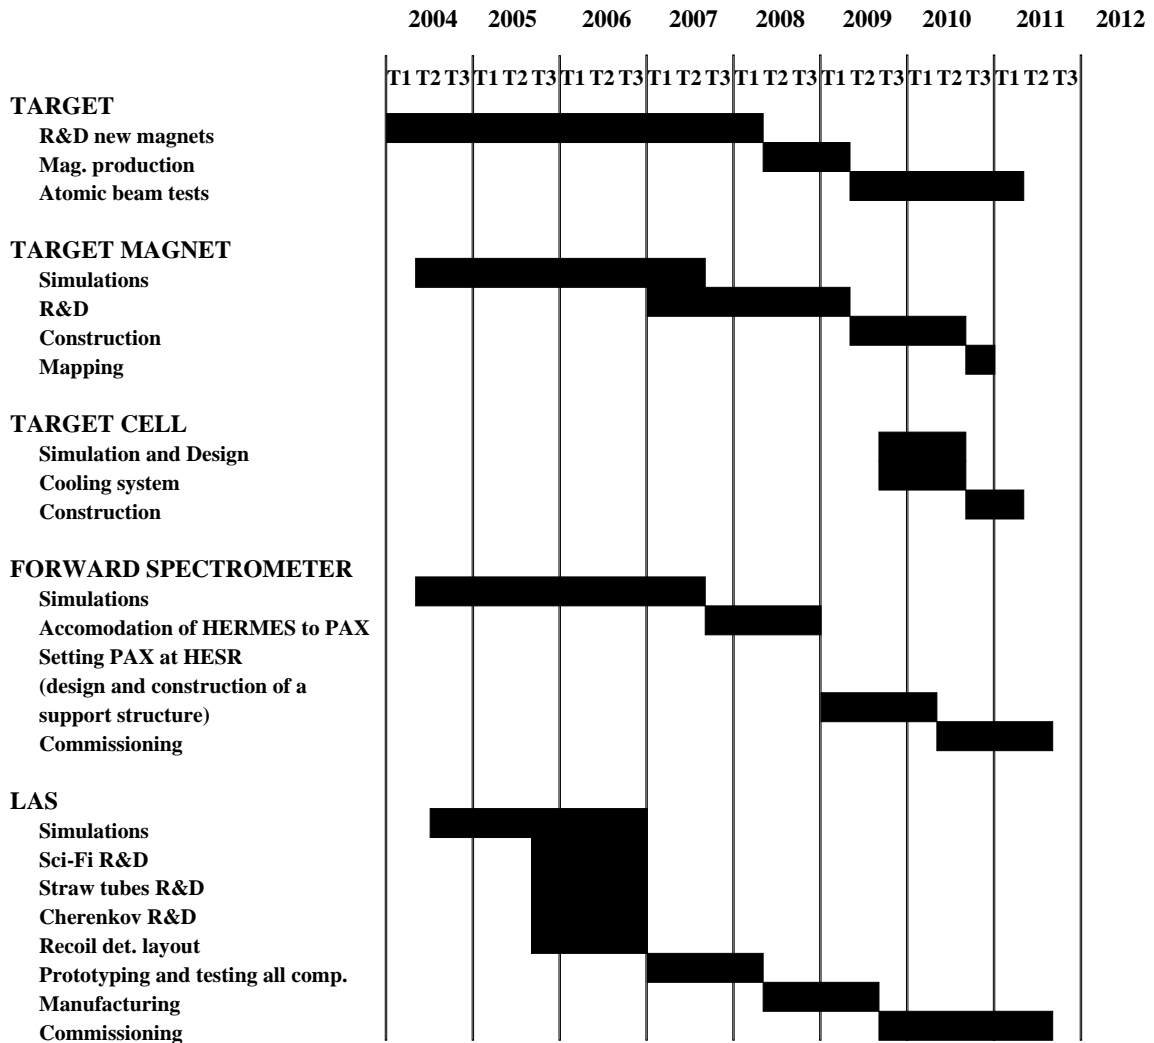 2004 2005 2006 2007 2008 2009 2010 2011 2012
T1 T2 T3 T1 T2 T3 T1 T2 T3 T1 T2 T3 T1 T2 T3 T1 T2 T3 T1 T2 T3 T1 T2 T3
TARGET
R&D new magnets
Mag. production
Atomic beam tests
TARGET MAGNET
Simulations
R&D
Construction
Mapping
TARGET CELL
Simulation and Design
Cooling system
Construction
FORWARD SPECTROMETER
Simulations
Accomodation of HERMES to PAX
Setting PAX at HESR
(design and construction of a
support structure)
Commissioning
LAS
Simulations
Sci-Fi R&D
Straw tubes R&D
Cherenkov R&D
Recoil det. layout
Prototyping and testing all comp.
Manufacturing
Commissioning